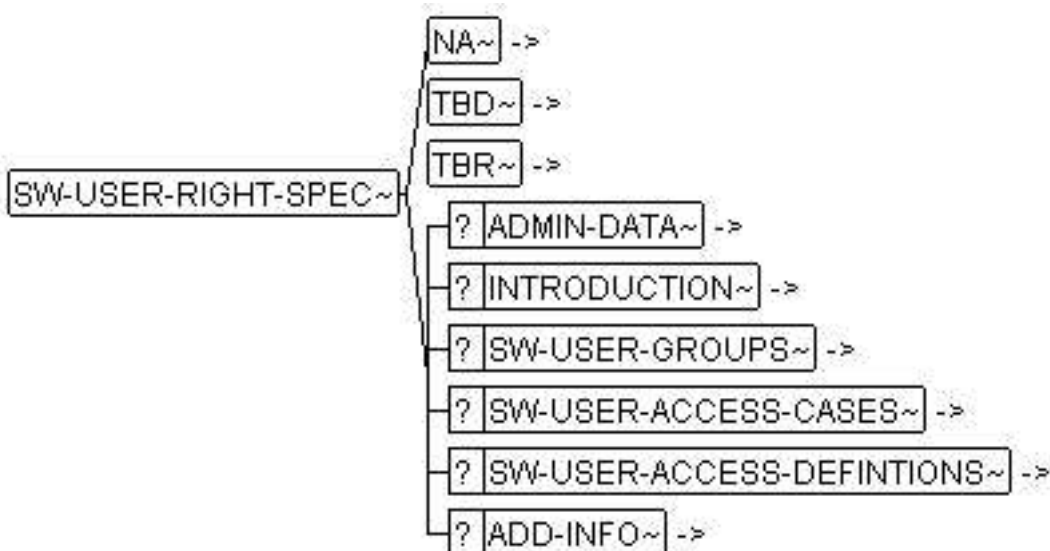 NA~ ->
TBD~ ->
TBR~ ->
SW-USER-RIGHT-SPEC~
? ADMIN-DATA~ ->
? INTRODUCTION~ ->
? SW-USER-GROUPS~ ->
? SW-USER-ACCESS-CASES~ ->
? SW-USER-ACCESS-DEFINTIONS~ ->
? ADD-INFO~ ->